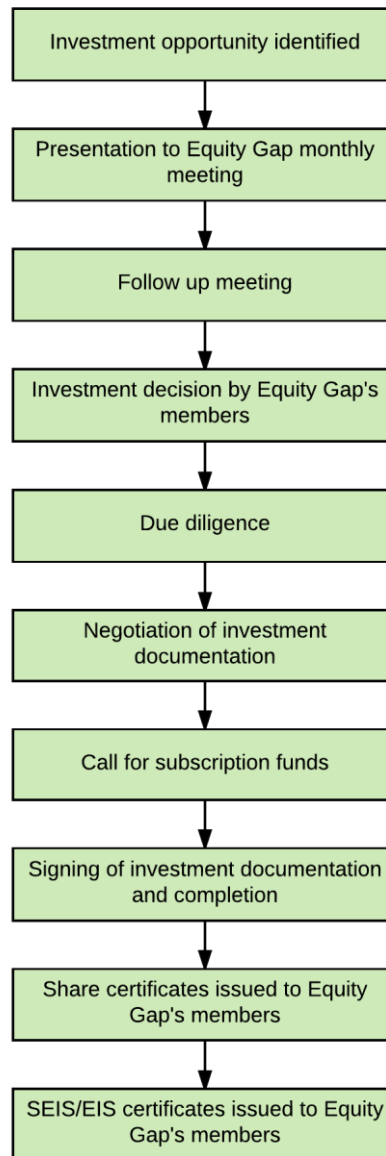 Investment opportunity identified
Presentation to Equity Gap monthly
meeting
Follow up meeting
Investment decision by Equity Gap's
members
Due diligence
Negotiation of investment
documentation
Call for subscription funds
Signing of investment documentation
and completion
Share certificates issued to Equity
Gap's members
SEIS/EIS certificates issued to Equity
Gap's members